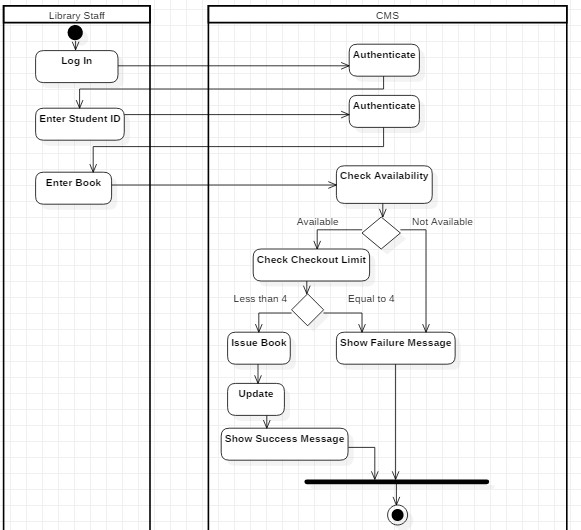 Library Staff
CMS
Log In
Authenticate
Enter Student ID
Authenticate
Enter Book
Check Availability
Available
Not Available
Check Checkout Limit
Less than 4
Equal to 4
Issue Book
Show Failure Message
Update
Show Success Message